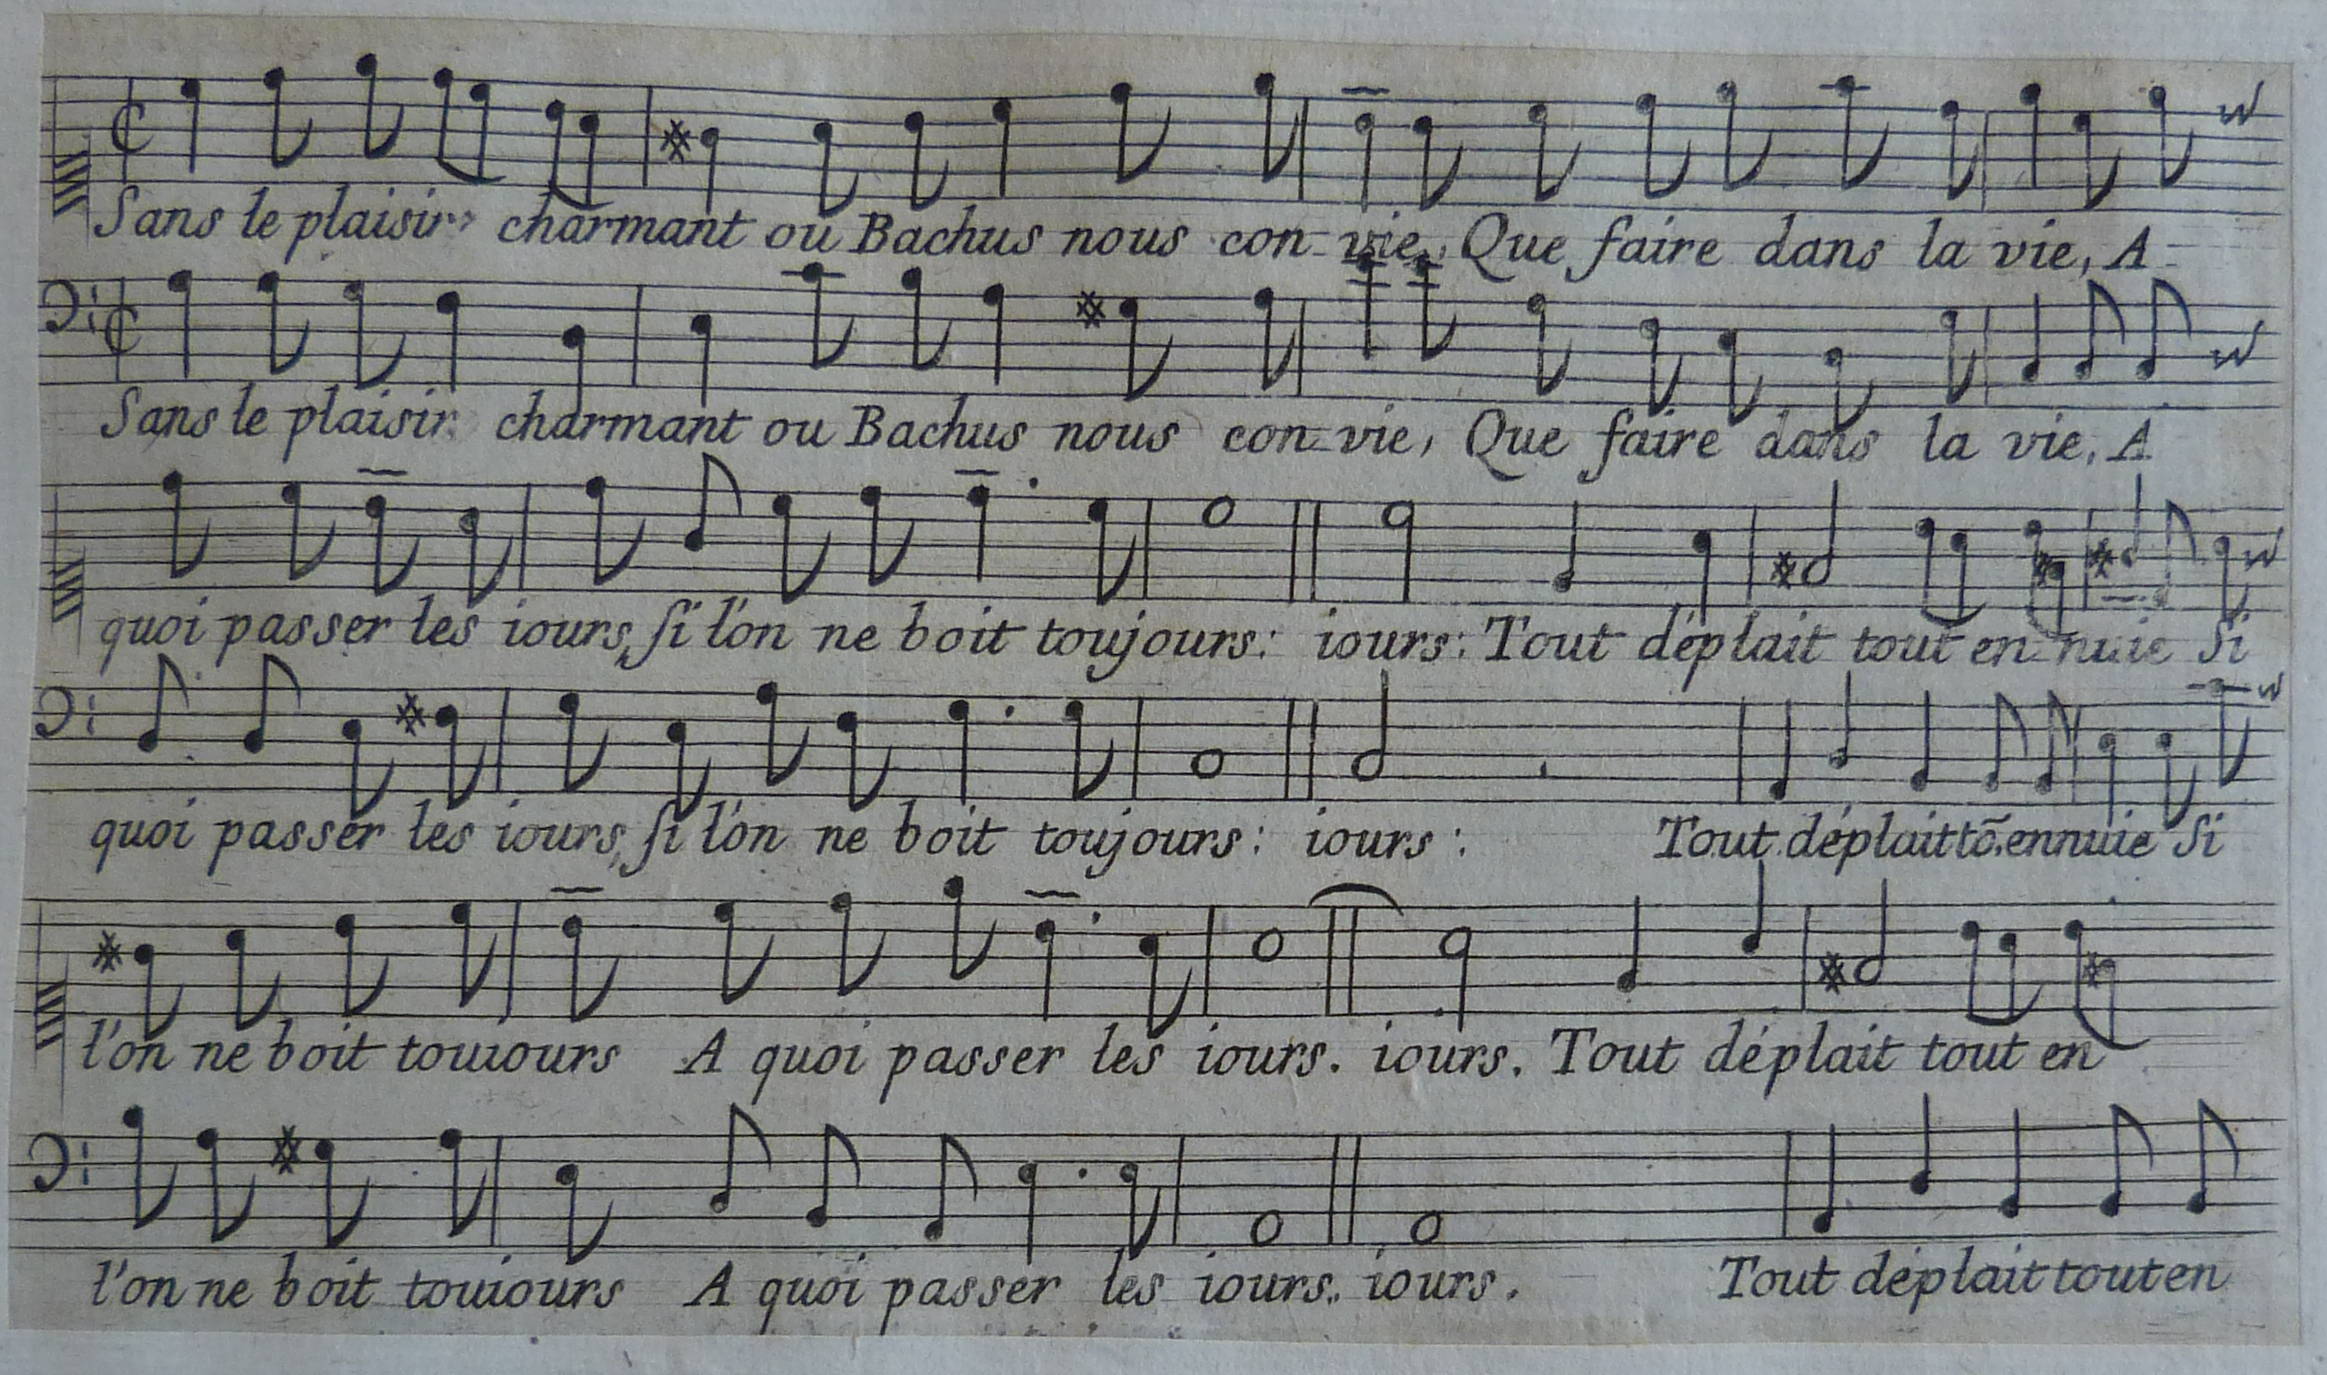 Sans le plaisir charmant ou Bachus nous con vie, Que faire dans la vie, A
Sans le plaisir charmant ou Bachus nous con vie, Que faire dans la vie, A
quoi passer les iours, si l'on ne boit toujours: iours: Tout déplait tout en nuie Si
quoi passer les iours, si l'on ne boit toujours: iours: Tout déplait tõ.ennuie Si
l'on ne boit touiours A quoi passer les iours. iours. Tout déplait tout en
l'on ne boit touiours A quoi passer les iours. iours. Tout déplait tout en